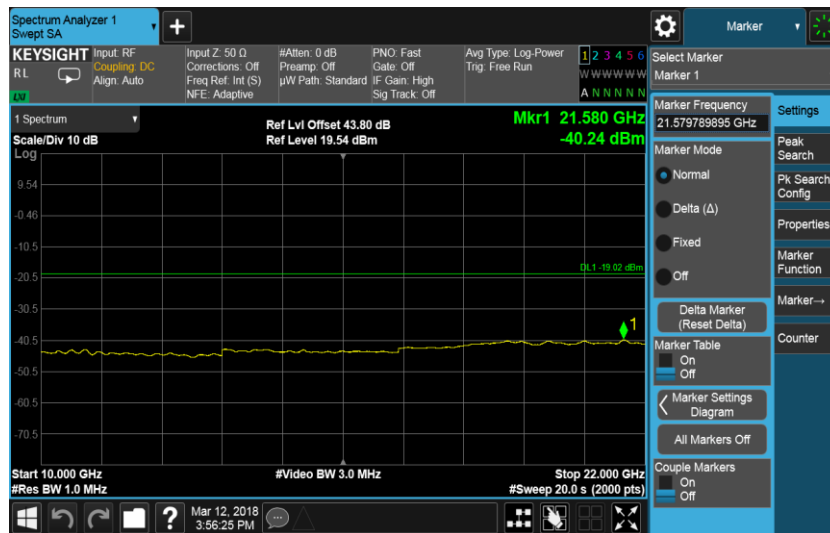 Spectrum Analyzer 1
Swept SA
Marker
KEYSIGHT
RL
LXI
Input: RF
Coupling: DC
Align: Auto
Input Z: 50 Ω
Corrections: Off
Freq Ref: Int (S)
NFE: Adaptive
#Atten: 0 dB
Preamp: Off
µW Path: Standard
PNO: Fast
Gate: Off
IF Gain: High
Sig Track: Off
Avg Type: Log-Power
Trig: Free Run
1 2 3 4 5 6
W W W W W W
A N N N N N
Select Marker
Marker 1
1 Spectrum
Scale/Div 10 dB
Log
Ref Lvl Offset 43.80 dB
Ref Level 19.54 dBm
Mkr1 21.580 GHz
-40.24 dBm
9.54
-0.46
-10.5
-20.5
-30.5
-40.5
-50.5
-60.5
-70.5
DL1 -19.02 dBm
1
Start 10.000 GHz
#Res BW 1.0 MHz
#Video BW 3.0 MHz
Stop 22.000 GHz
#Sweep 20.0 s (2000 pts)
Marker Frequency
21.579789895 GHz
Marker Mode
Normal
Delta (Δ)
Fixed
Off
Delta Marker
(Reset Delta)
Marker Table
On
Off
Marker Settings
Diagram
All Markers Off
Couple Markers
On
Off
Settings
Peak
Search
Pk Search
Config
Properties
Marker
Function
Marker→
Counter
?
Mar 12, 2018
3:56:25 PM